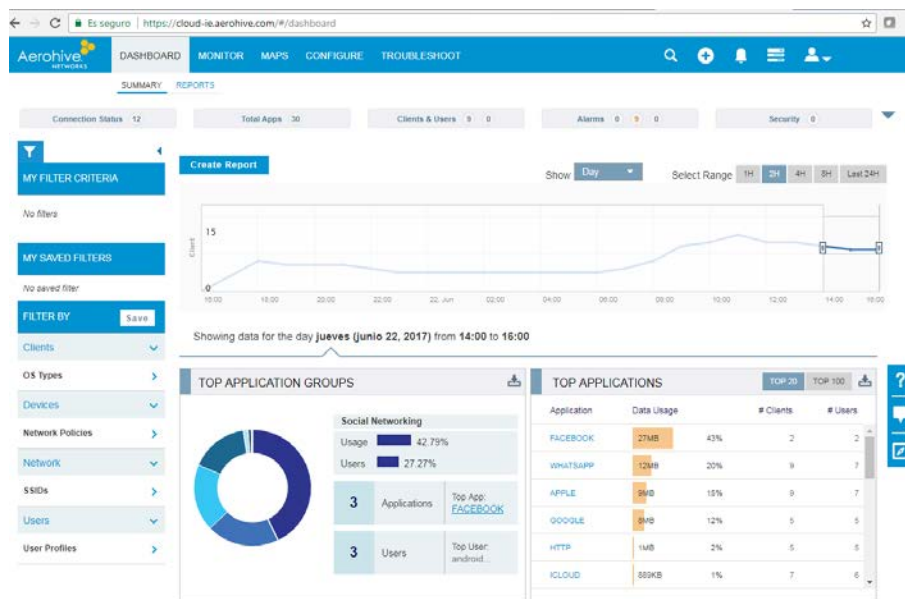 Es seguro | https://cloud-ie.aerohive.com/#/dashboard
Aerohive NETWORKS DASHBOARD MONITOR MAPS CONFIGURE TROUBLESHOOT
SUMMARY REPORTS
Connection Status 12 Total Apps 30 Clients & Users 9 0 Alarms 0 9 0 Security 0
MY FILTER CRITERIA
No filters
MY SAVED FILTERS
No saved filter
FILTER BY Save
Clients
OS Types
Devices
Network Policies
Network
SSIDs
Users
User Profiles
Create Report Show Day Select Range 1H 2H 4H 8H Last 24H
Client
15
0
16:00 18:00 20:00 22:00 22. Jun 02:00 04:00 06:00 08:00 10:00 12:00 14:00 16:00
Showing data for the day jueves (junio 22, 2017) from 14:00 to 16:00
TOP APPLICATION GROUPS
Social Networking
Usage 42.79%
Users 27.27%
3 Applications Top App: FACEBOOK
3 Users Top User: android...
TOP APPLICATIONS TOP 20 TOP 100
Application Data Usage # Clients # Users
FACEBOOK 27MB 43% 2 2
WHATSAPP 12MB 20% 9 7
APPLE 9MB 15% 9 7
GOOGLE 8MB 12% 5 5
HTTP 1MB 2% 5 5
ICLOUD 889KB 1% 7 6
?